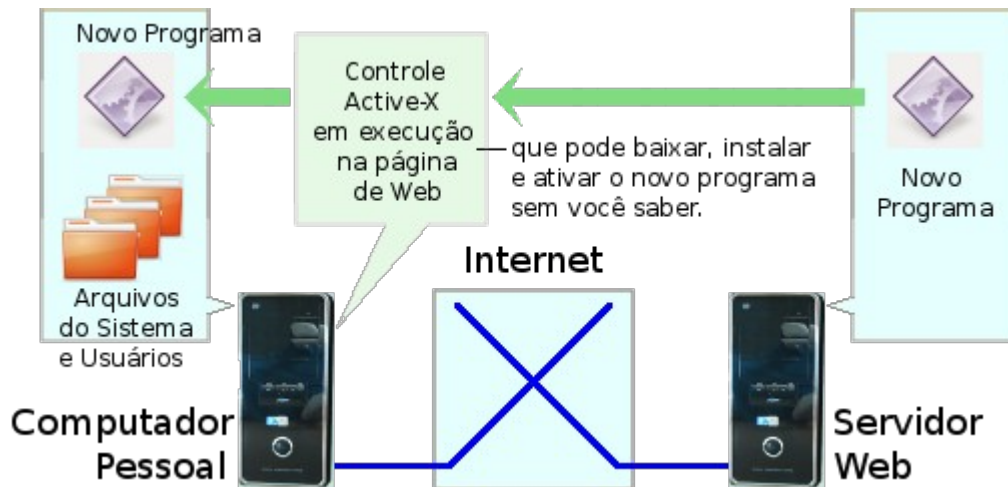 Novo Programa
Controle
Active-X
em execução
na página
de Web
que pode baixar, instalar
e ativar o novo programa
sem você saber.
Novo
Programa
Arquivos
do Sistema
e Usuários
Internet
Computador
Pessoal
Servidor
Web